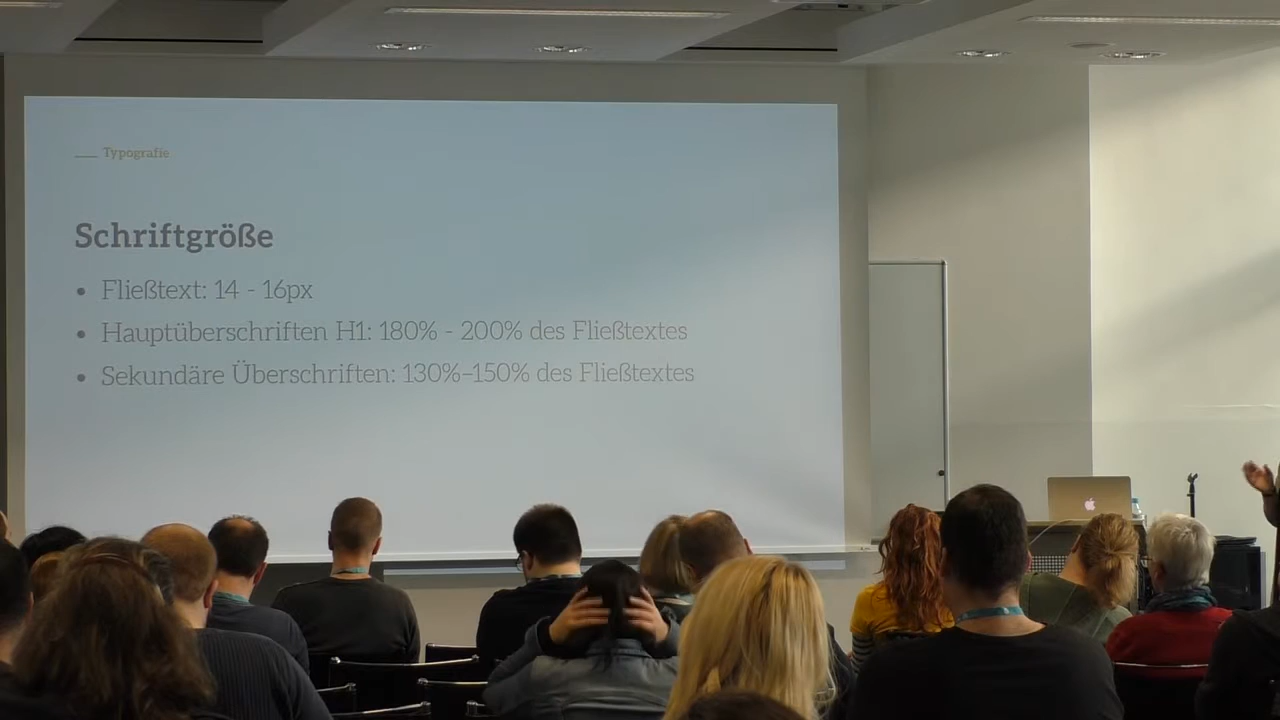 Typografie
Schriftgröße
Fließtext: 14 - 16px
Hauptüberschriften H1: 180% - 200% des Fließtextes
Sekundäre Überschriften: 130%–150% des Fließtextes